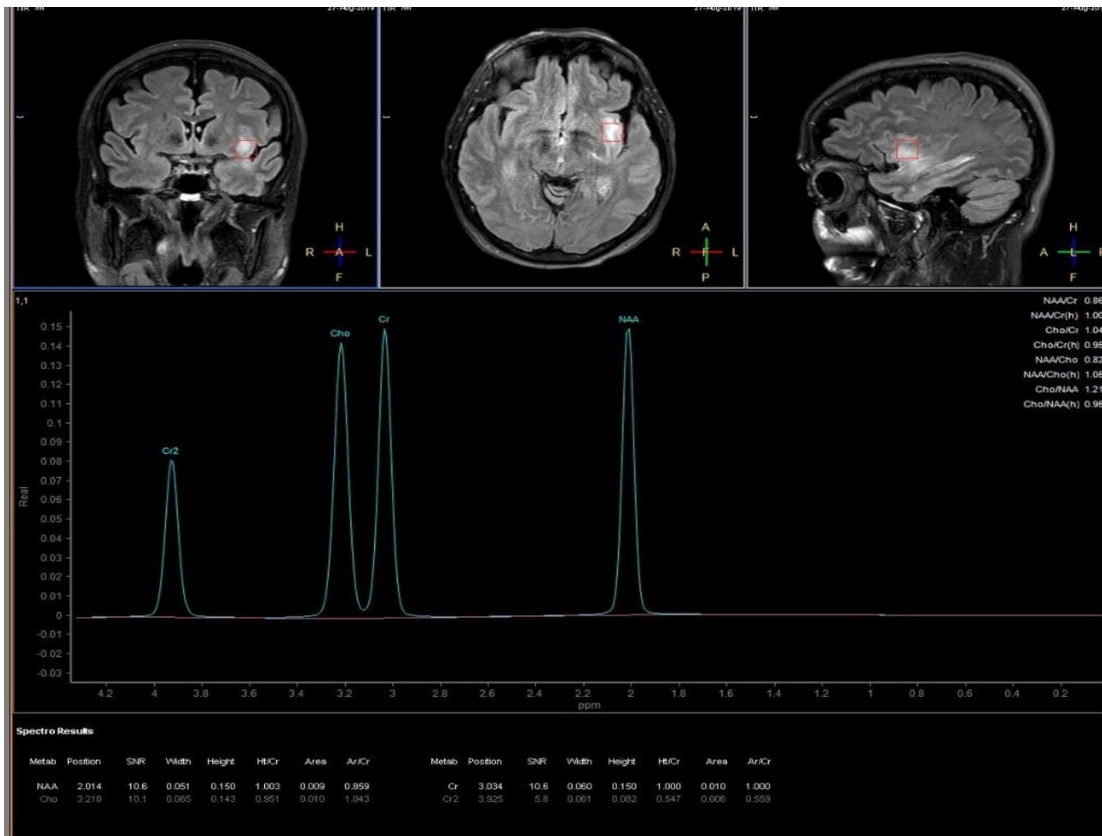 27-Aug-2019
27-Aug-2019
H
R A L
F
A
R F L
P
H
A L P
F
1,1
NAA/Cr 0.86
NAA/Cr(h) 1.00
Cho/Cr 1.04
Cho/Cr(h) 0.95
NAA/Cho 0.82
NAA/Cho(h) 1.05
Cho/NAA 1.21
Cho/NAA(h) 0.95
Cho
Cr
NAA
Cr2
Real
0.15
0.14
0.13
0.12
0.11
0.1
0.09
0.08
0.07
0.06
0.05
0.04
0.03
0.02
0.01
0
-0.01
-0.02
-0.03
4.2 4 3.8 3.6 3.4 3.2 3 2.8 2.6 2.4 2.2 2 1.8 1.6 1.4 1.2 1 0.8 0.6 0.4 0.2 0
ppm
Spectro Results
Metab Position SNR Width Height Ht/Cr Area Ar/Cr Metab Position SNR Width Height Ht/Cr Area Ar/Cr
NAA 2.014 10.6 0.051 0.150 1.003 0.009 0.859 Cr 3.034 10.6 0.060 0.150 1.000 0.010 1.000
Cho 3.218 10.1 0.065 0.143 0.951 0.010 1.043 Cr2 3.925 5.8 0.061 0.082 0.547 0.006 0.559